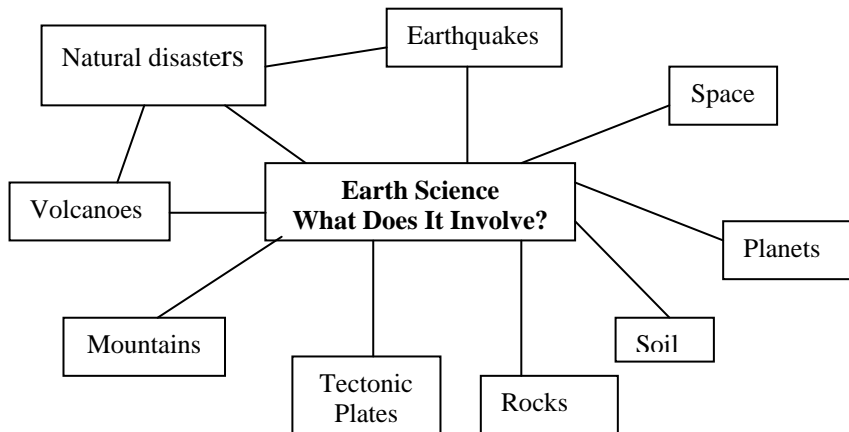 Natural disasters
Earthquakes
Space
Earth Science
What Does It Involve?
Volcanoes
Planets
Mountains
Soil
Tectonic
Plates
Rocks